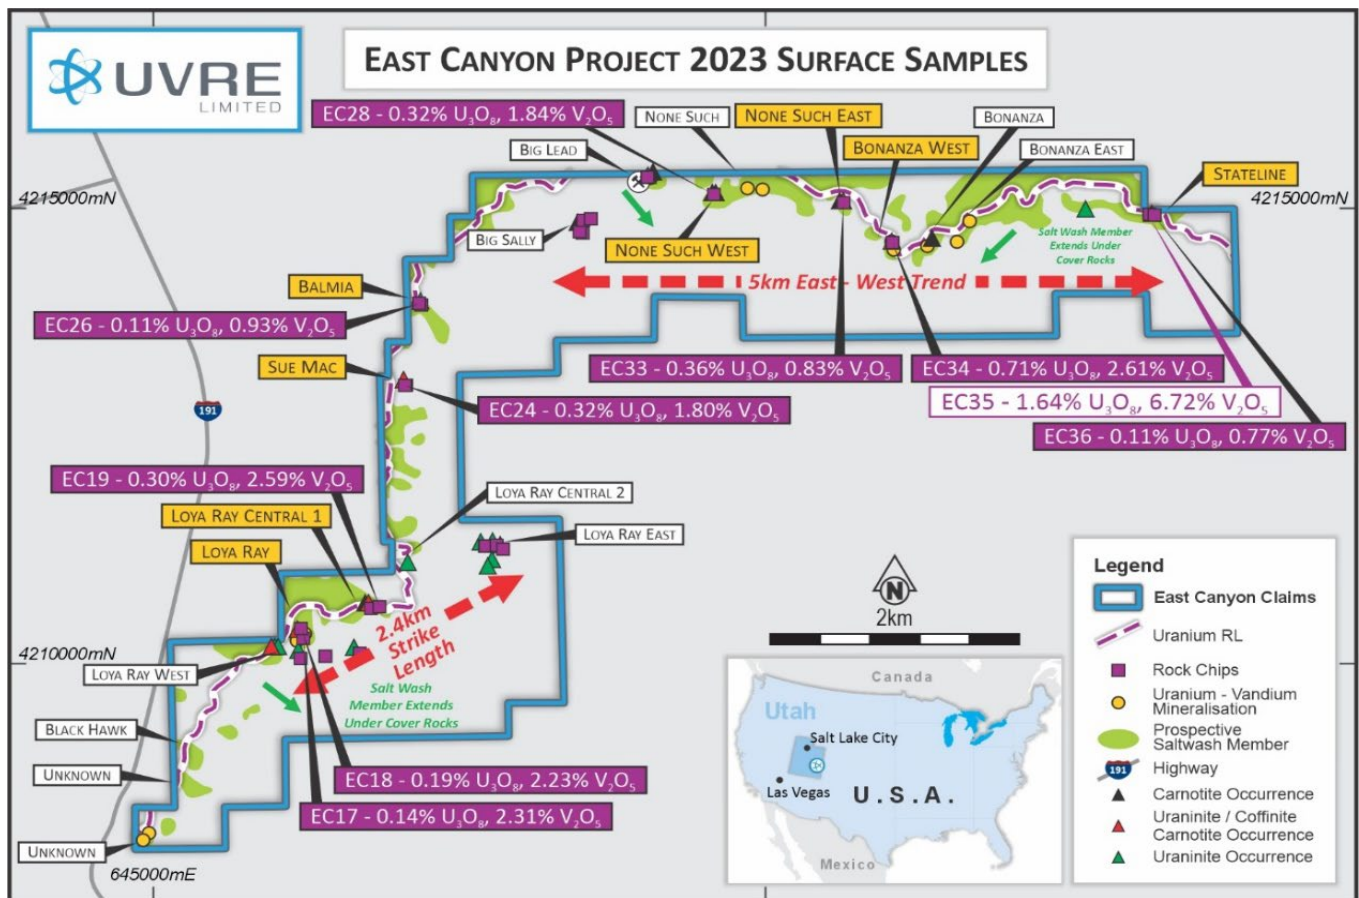 UVRE
LIMITED
EAST CANYON PROJECT 2023 SURFACE SAMPLES
EC28 - 0.32% U₃O₈, 1.84% V₂O₅
NONE SUCH
NONE SUCH EAST
BONANZA
BIG LEAD
BONANZA WEST
BONANZA EAST
STATELINE
4215000mN
4215000mN
BIG SALLY
NONE SUCH WEST
Salt Wash Member
Extends Under
Cover Rocks
BALMIA
5km East - West Trend
EC26 - 0.11% U₃O₈, 0.93% V₂O₅
SUE MAC
EC33 - 0.36% U₃O₈, 0.83% V₂O₅
EC34 - 0.71% U₃O₈, 2.61% V₂O₅
EC24 - 0.32% U₃O₈, 1.80% V₂O₅
EC35 - 1.64% U₃O₈, 6.72% V₂O₅
191
EC36 - 0.11% U₃O₈, 0.77% V₂O₅
EC19 - 0.30% U₃O₈, 2.59% V₂O₅
LOYA RAY CENTRAL 2
LOYA RAY CENTRAL 1
LOYA RAY EAST
LOYA RAY
2.4km
Strike
Length
4210000mN
LOYA RAY WEST
Salt Wash
Member Extends
Under Cover Rocks
BLACK HAWK
UNKNOWN
EC18 - 0.19% U₃O₈, 2.23% V₂O₅
EC17 - 0.14% U₃O₈, 2.31% V₂O₅
UNKNOWN
645000mE
N
2km
Canada
Utah
Salt Lake City
Las Vegas
U.S.A.
Mexico
Legend
East Canyon Claims
Uranium RL
Rock Chips
Uranium - Vandium
Mineralisation
Prospective
Saltwash Member
191
Highway
Carnotite Occurrence
Uraninite / Coffinite
Carnotite Occurrence
Uraninite Occurrence